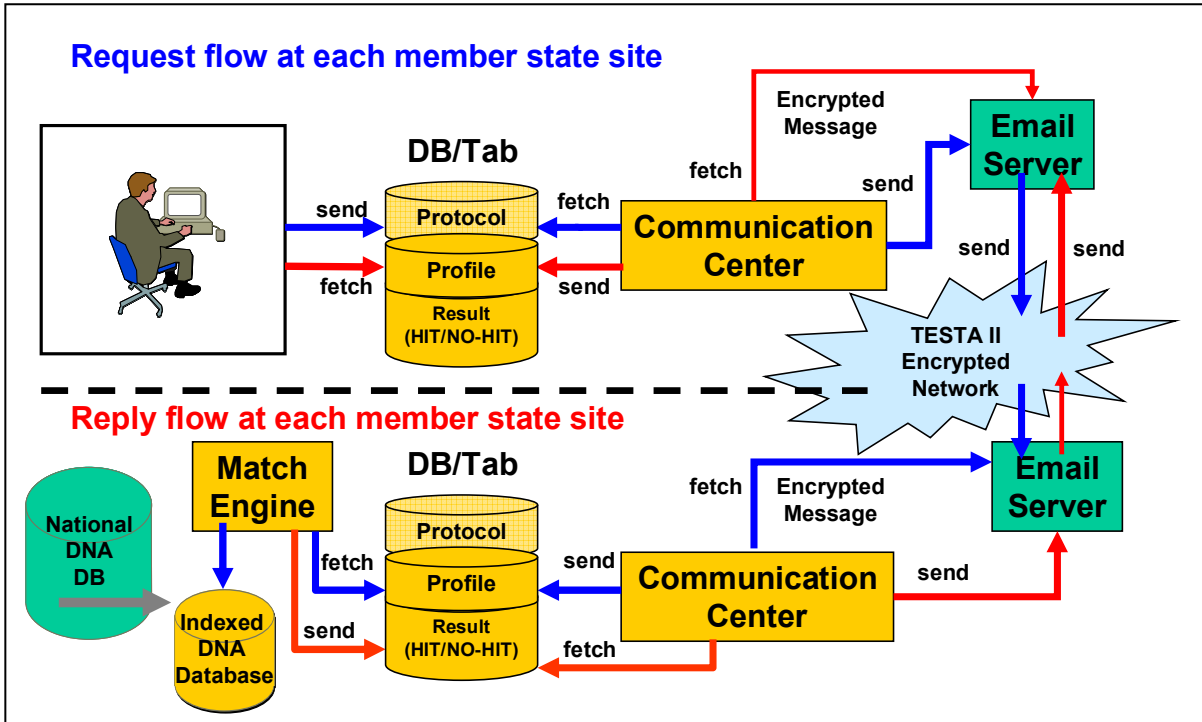 Request flow at each member state site
Encrypted
Message
Email
Server
DB/Tab
fetch
send
send
fetch
Protocol
Communication
Center
Profile
fetch
send
send
send
Result
(HIT/NO-HIT)
TESTA II
Encrypted
Network
Reply flow at each member state site
Match
Engine
DB/Tab
fetch
Encrypted
Message
Email
Server
National
DNA
DB
Protocol
fetch
send
Profile
Communication
Center
send
Indexed
DNA
Database
send
Result
(HIT/NO-HIT)
fetch